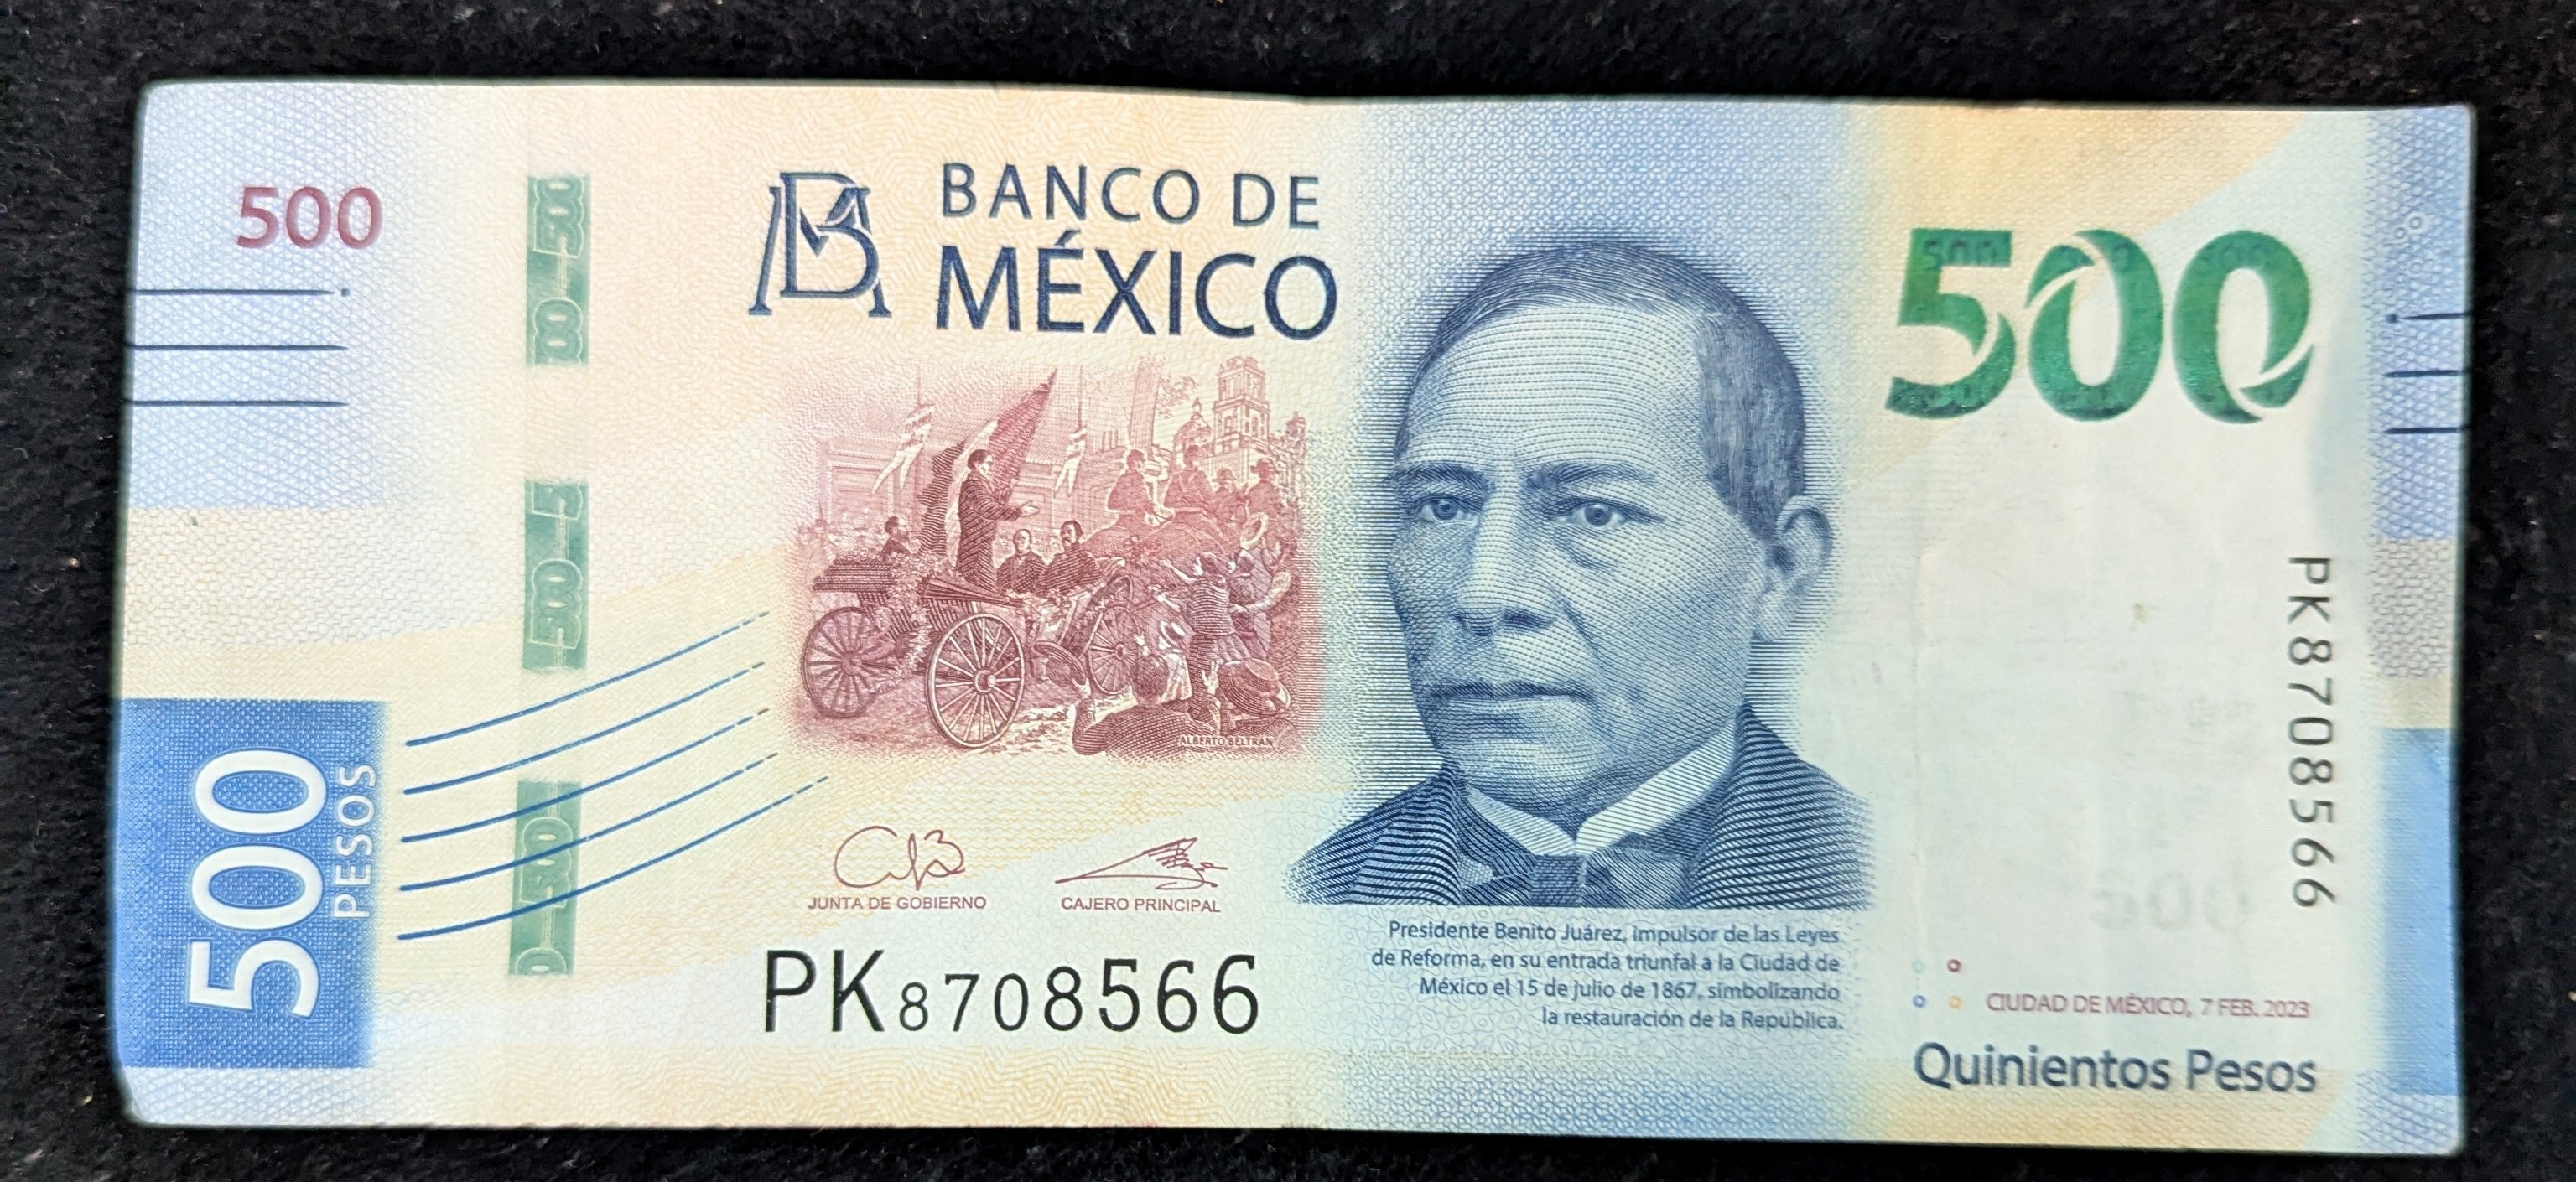 500
BANCO DE
MÉXICO
500
ALBERTO BELTRÁN
500
PESOS
JUNTA DE GOBIERNO
CAJERO PRINCIPAL
PK8708566
PK8708566
Presidente Benito Juárez, impulsor de las Leyes
de Reforma, en su entrada triunfal a la Ciudad de
México el 15 de julio de 1867, simbolizando
la restauración de la República.
CIUDAD DE MÉXICO, 7 FEB. 2023
Quinientos Pesos